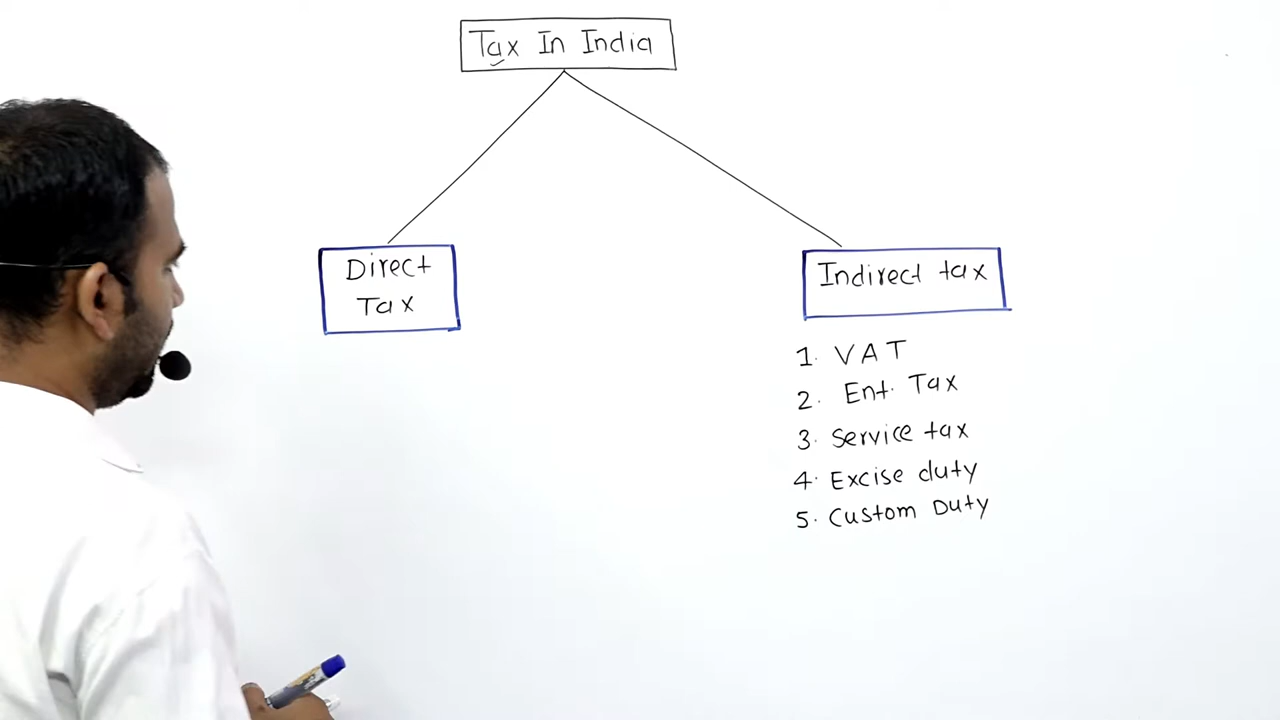 Tax In India
Direct
Tax
Indirect tax
1. VAT
2. Ent. Tax
3. Service tax
4. Excise duty
5. Custom Duty